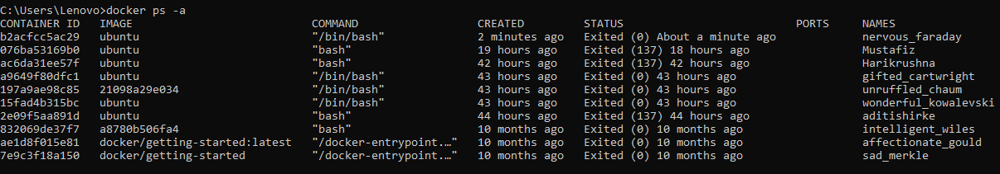 C:\Users\Lenovo>docker ps -a
CONTAINER ID   IMAGE                           COMMAND                  CREATED          STATUS                          PORTS     NAMES
b2acfcc5ac29   ubuntu                          "/bin/bash"              2 minutes ago    Exited (0) About a minute ago             nervous_faraday
076ba53169b0   ubuntu                          "bash"                   19 hours ago     Exited (137) 18 hours ago                 Mustafiz
ac6da31ee57f   ubuntu                          "bash"                   42 hours ago     Exited (137) 42 hours ago                 Harikrushna
a9649f80dfc1   ubuntu                          "/bin/bash"              43 hours ago     Exited (0) 43 hours ago                   gifted_cartwright
197a9ae98c85   21098a29e034                    "/bin/bash"              43 hours ago     Exited (0) 43 hours ago                   unruffled_chaum
15fad4b315bc   ubuntu                          "/bin/bash"              43 hours ago     Exited (0) 43 hours ago                   wonderful_kowalevski
2e09f5aa891d   ubuntu                          "bash"                   44 hours ago     Exited (137) 44 hours ago                 aditishirke
832069de37f7   a8780b506fa4                    "bash"                   10 months ago    Exited (0) 10 months ago                  intelligent_wiles
ae1d8f015e81   docker/getting-started:latest   "/docker-entrypoint.…"   10 months ago    Exited (0) 10 months ago                  affectionate_gould
7e9c3f18a150   docker/getting-started          "/docker-entrypoint.…"   10 months ago    Exited (0) 10 months ago                  sad_merkle